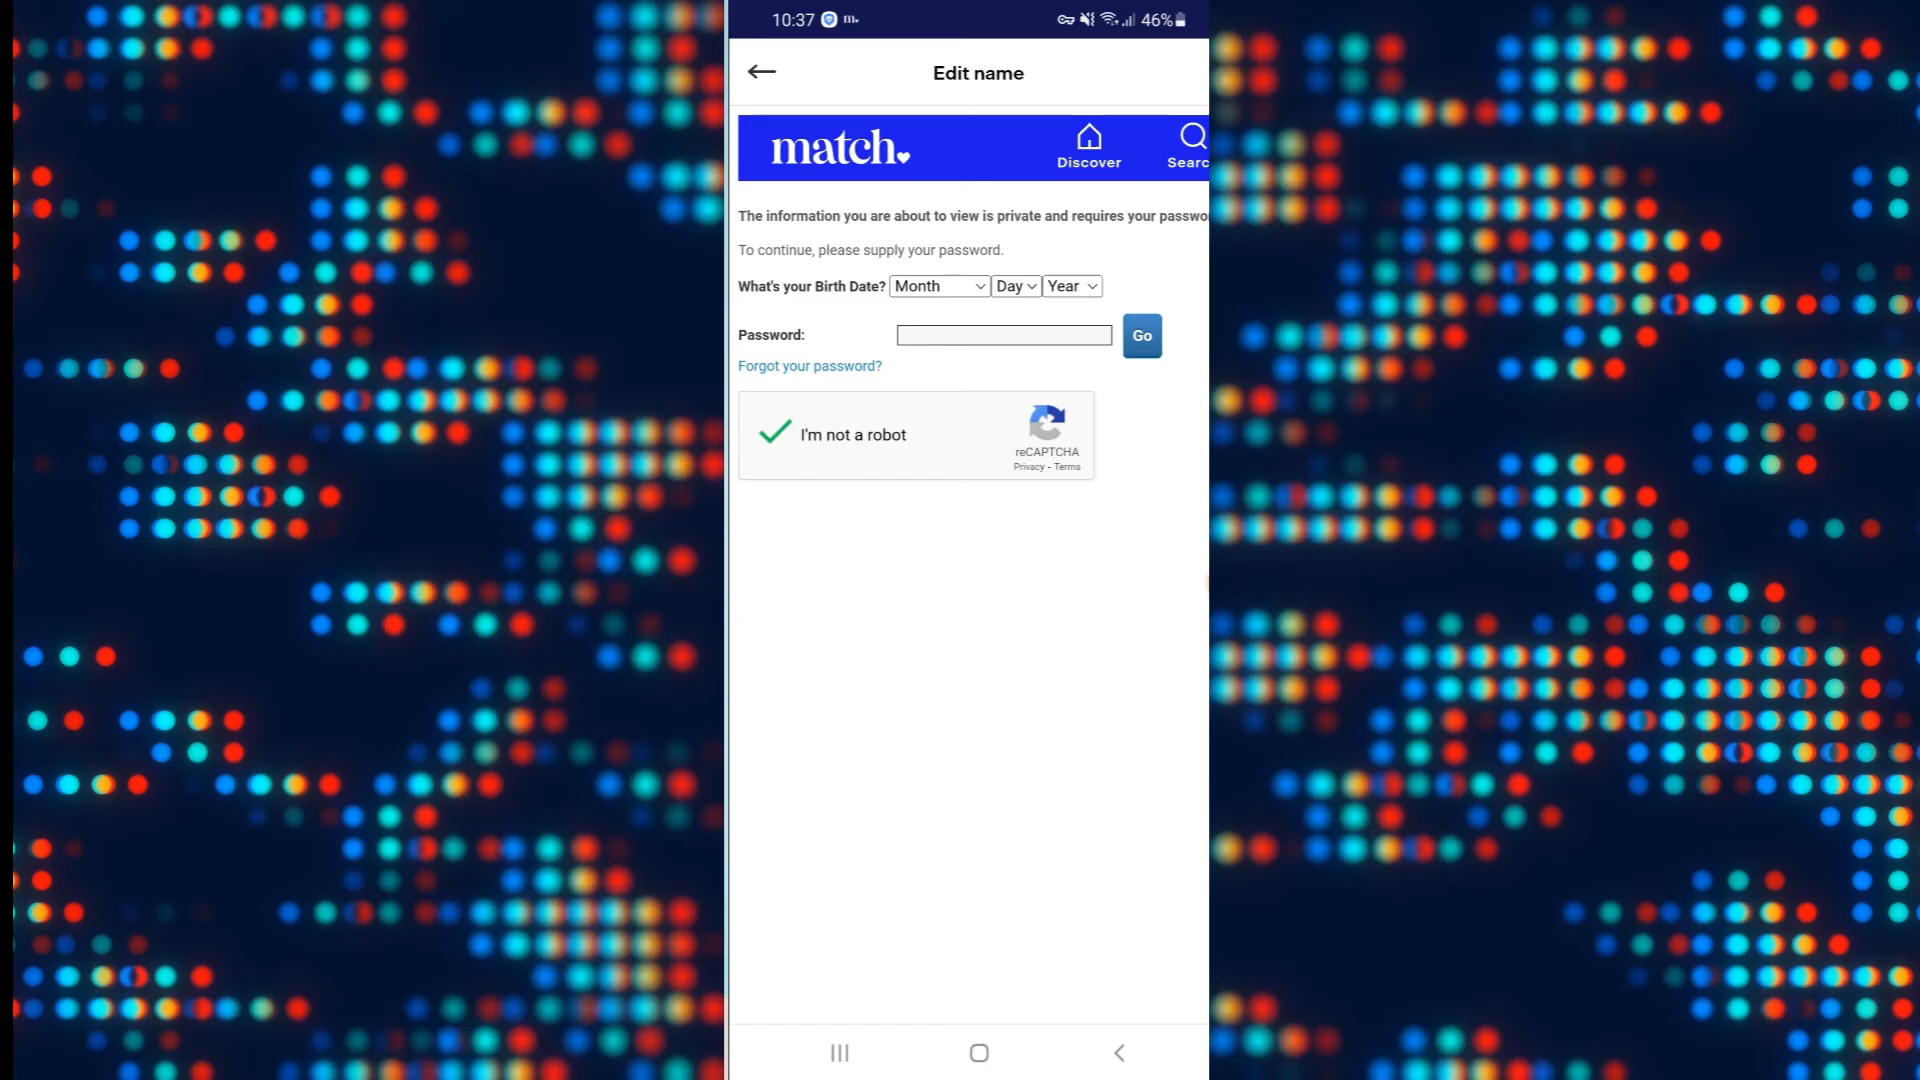 10:37 m. 46%
Edit name
match
Discover
Searc
The information you are about to view is private and requires your passwo
To continue, please supply your password.
What's your Birth Date? Month Day Year
Password: Go
Forgot your password?
I'm not a robot
reCAPTCHA
Privacy - Terms